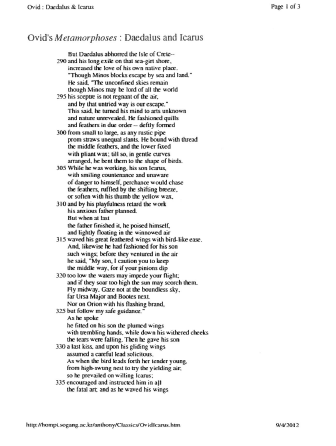 Ovid : Daedalus & Icarus
Page 1 of 3
Ovid's Metamorphoses : Daedalus and Icarus
But Daedalus abhorred the Isle of Crete--
290 and his long exile on that sea-girt shore,
increased the love of his own native place.
"Though Minos blocks escape by sea and land."
He said, "The unconfined skies remain
though Minos may be lord of all the world
295 his sceptre is not regnant of the air,
and by that untried way is our escape."
This said, he turned his mind to arts unknown
and nature unrevealed. He fashioned quills
and feathers in due order -- deftly formed
300 from small to large, as any rustic pipe
prom straws unequal slants. He bound with thread
the middle feathers, and the lower fixed
with pliant wax; till so, in gentle curves
arranged, he bent them to the shape of birds.
305 While he was working, his son Icarus,
with smiling countenance and unaware
of danger to himself, perchance would chase
the feathers, ruffled by the shifting breeze,
or soften with his thumb the yellow wax,
310 and by his playfulness retard the work
his anxious father planned.
But when at last
the father finished it, he poised himself,
and lightly floating in the winnowed air
315 waved his great feathered wings with bird-like ease.
And, likewise he had fashioned for his son
such wings; before they ventured in the air
he said, "My son, I caution you to keep
the middle way, for if your pinions dip
320 too low the waters may impede your flight;
and if they soar too high the sun may scorch them.
Fly midway. Gaze not at the boundless sky,
far Ursa Major and Bootes next.
Nor on Orion with his flashing brand,
325 but follow my safe guidance."
As he spoke
he fitted on his son the plumed wings
with trembling hands, while down his withered cheeks
the tears were falling. Then he gave his son
330 a last kiss, and upon his gliding wings
assumed a careful lead solicitous.
As when the bird leads forth her tender young,
from high-swung nest to try the yielding air;
so he prevailed on willing Icarus;
335 encouraged and instructed him in all
the fatal art; and as he waved his wings
9/4/2012